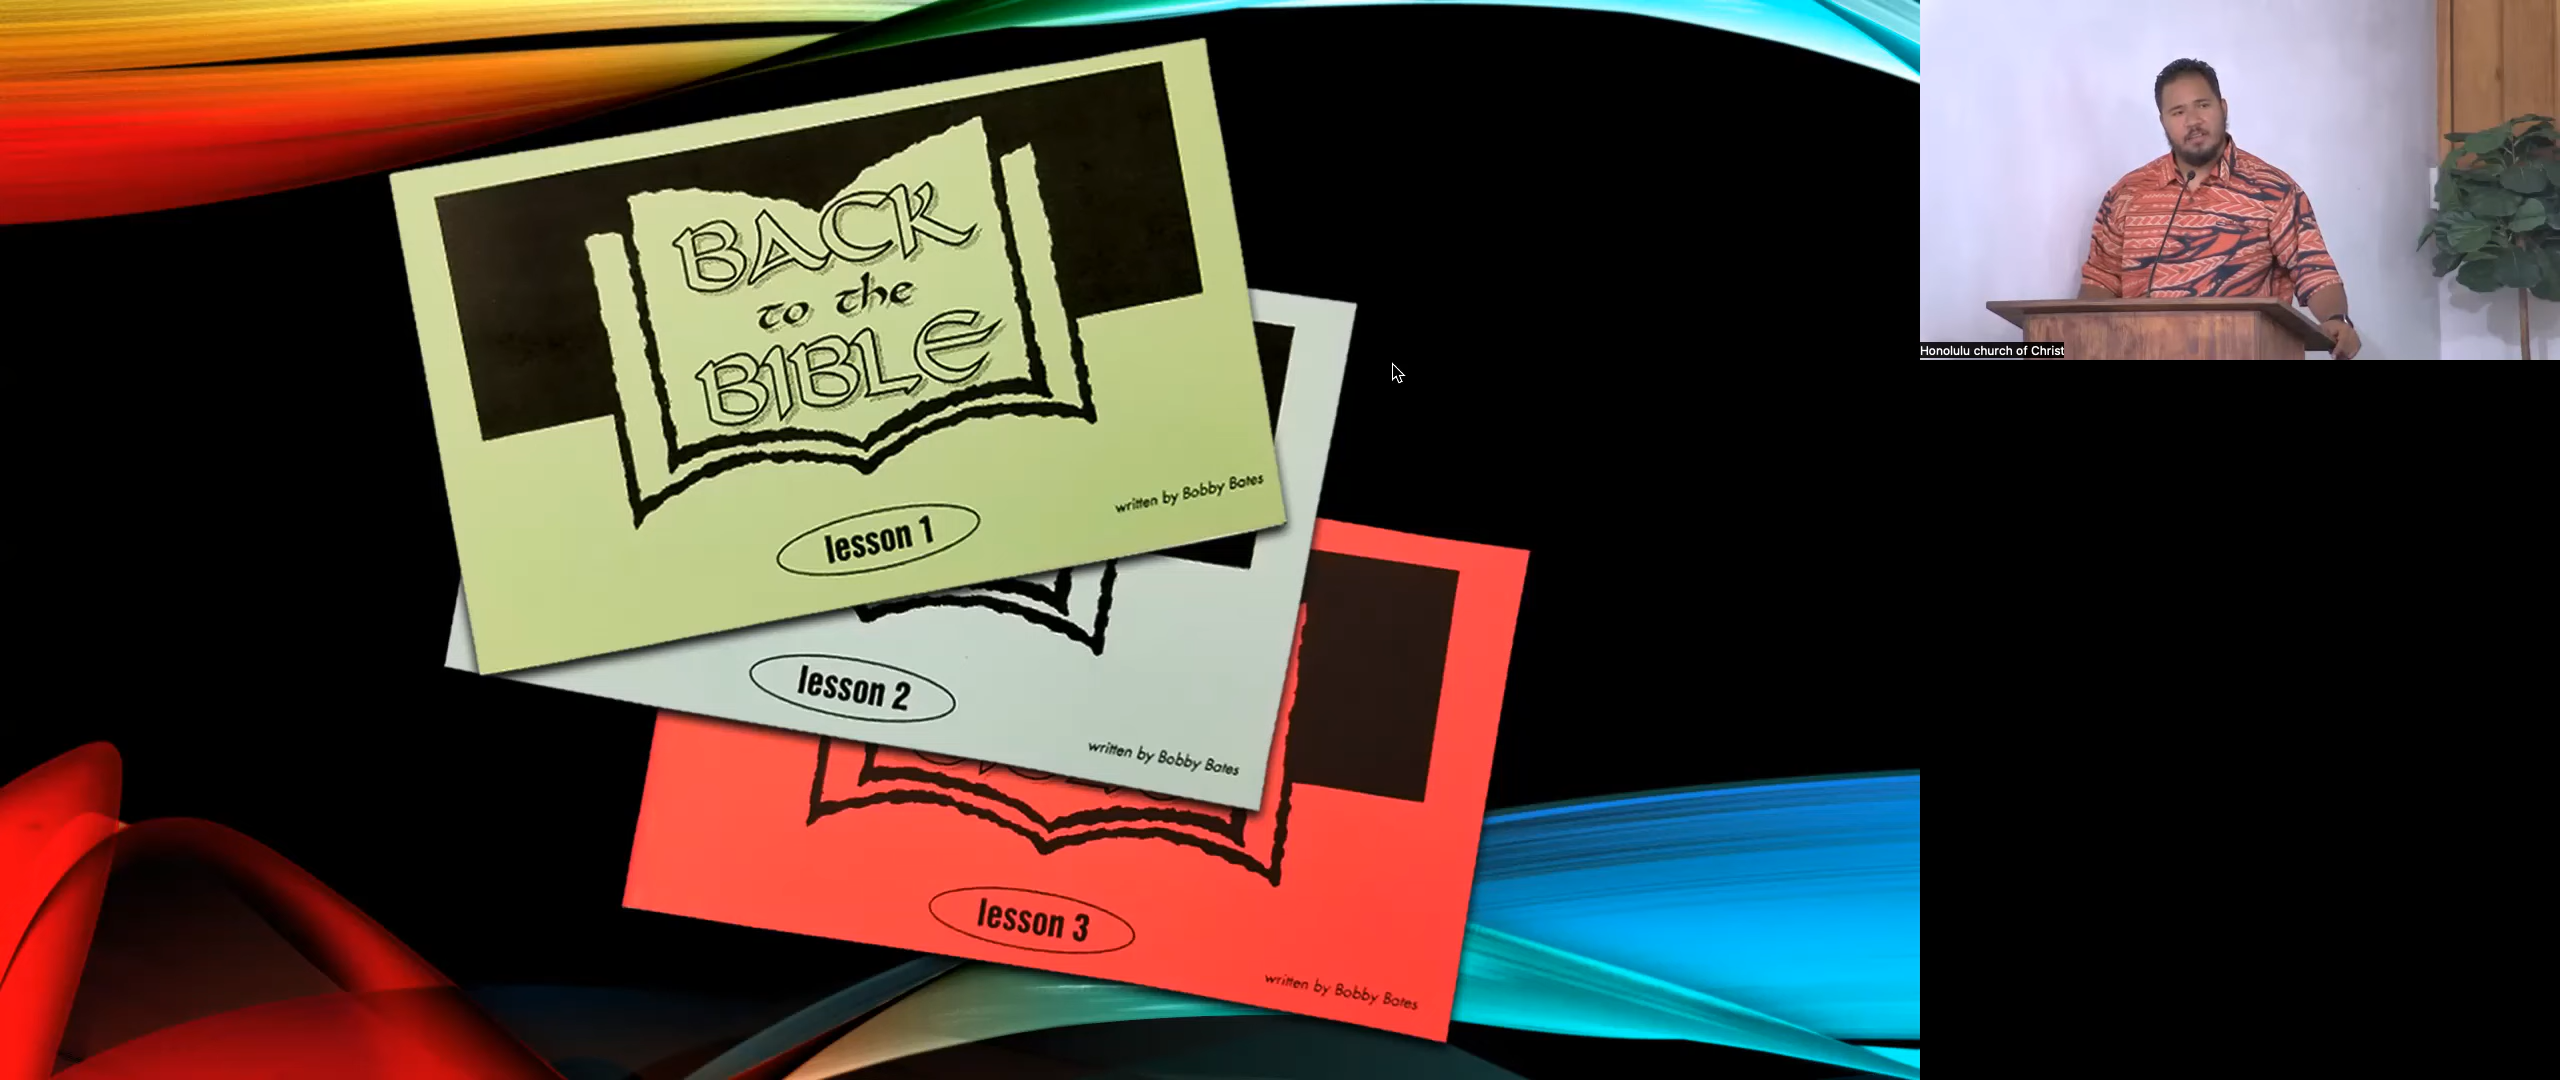 BACK
to the
BIBLE
written by Bobby Bates
lesson 1
lesson 2
written by Bobby Bates
lesson 3
written by Bobby Bates
Honolulu church of Christ